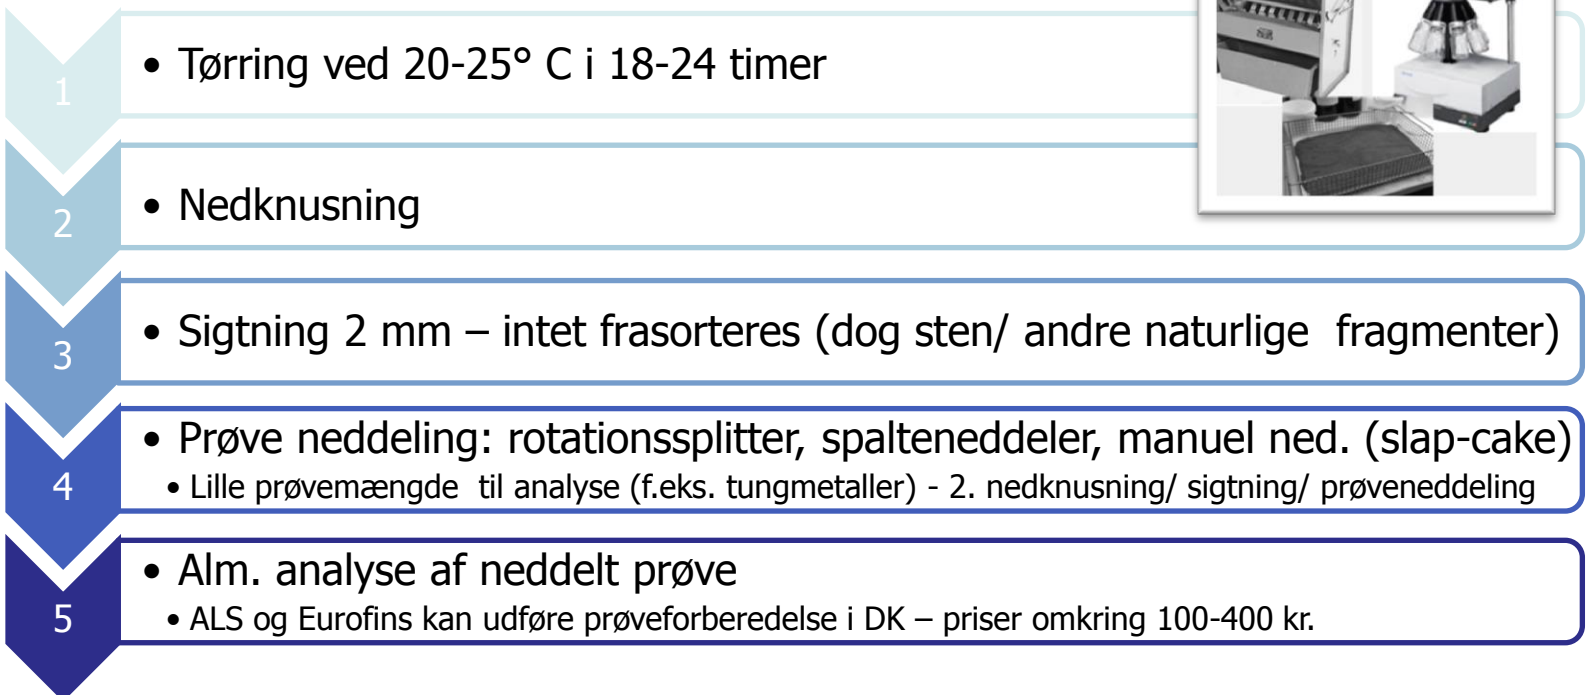 1
• Tørring ved 20-25° C i 18-24 timer
2
• Nedknusning
3
• Sigtning 2 mm – intet frasorteres (dog sten/ andre naturlige fragmenter)
4
• Prøve neddeling: rotationssplitter, spalteneddeler, manuel ned. (slap-cake)
• Lille prøvemængde til analyse (f.eks. tungmetaller) - 2. nedknusning/ sigtning/ prøveneddeling
5
• Alm. analyse af neddelt prøve
• ALS og Eurofins kan udføre prøveforberedelse i DK – priser omkring 100-400 kr.